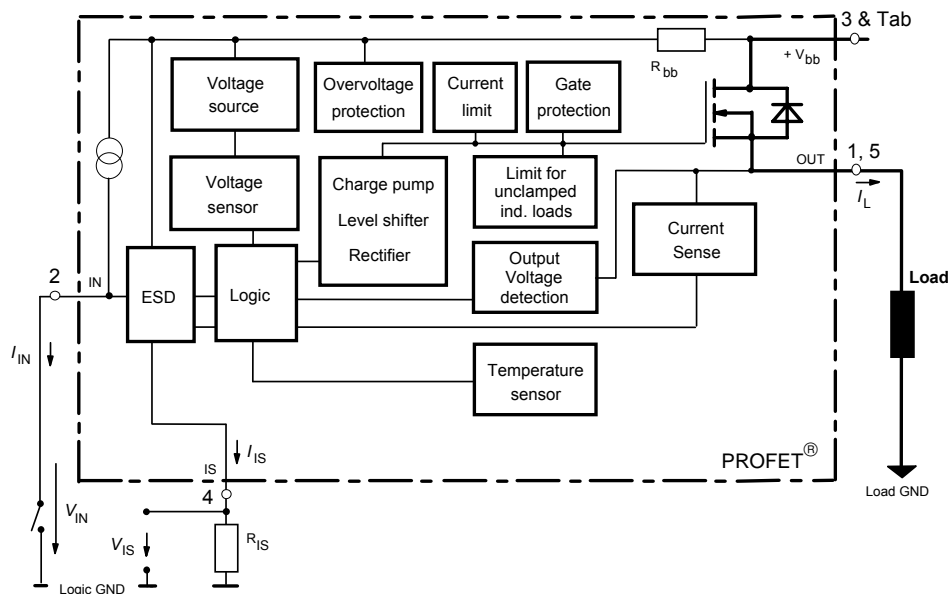 3 & Tab
R bb
+ V bb
Voltage
source
Overvoltage
protection
Current
limit
Gate
protection
OUT
1, 5
I L
Voltage
sensor
Charge pump
Level shifter
Rectifier
Limit for
unclamped
ind. loads
Current
Sense
2
IN
ESD
Logic
Output
Voltage
detection
Load
I IN
Temperature
sensor
I IS
IS
PROFET®
4
Load GND
V IN
V IS
R IS
Logic GND